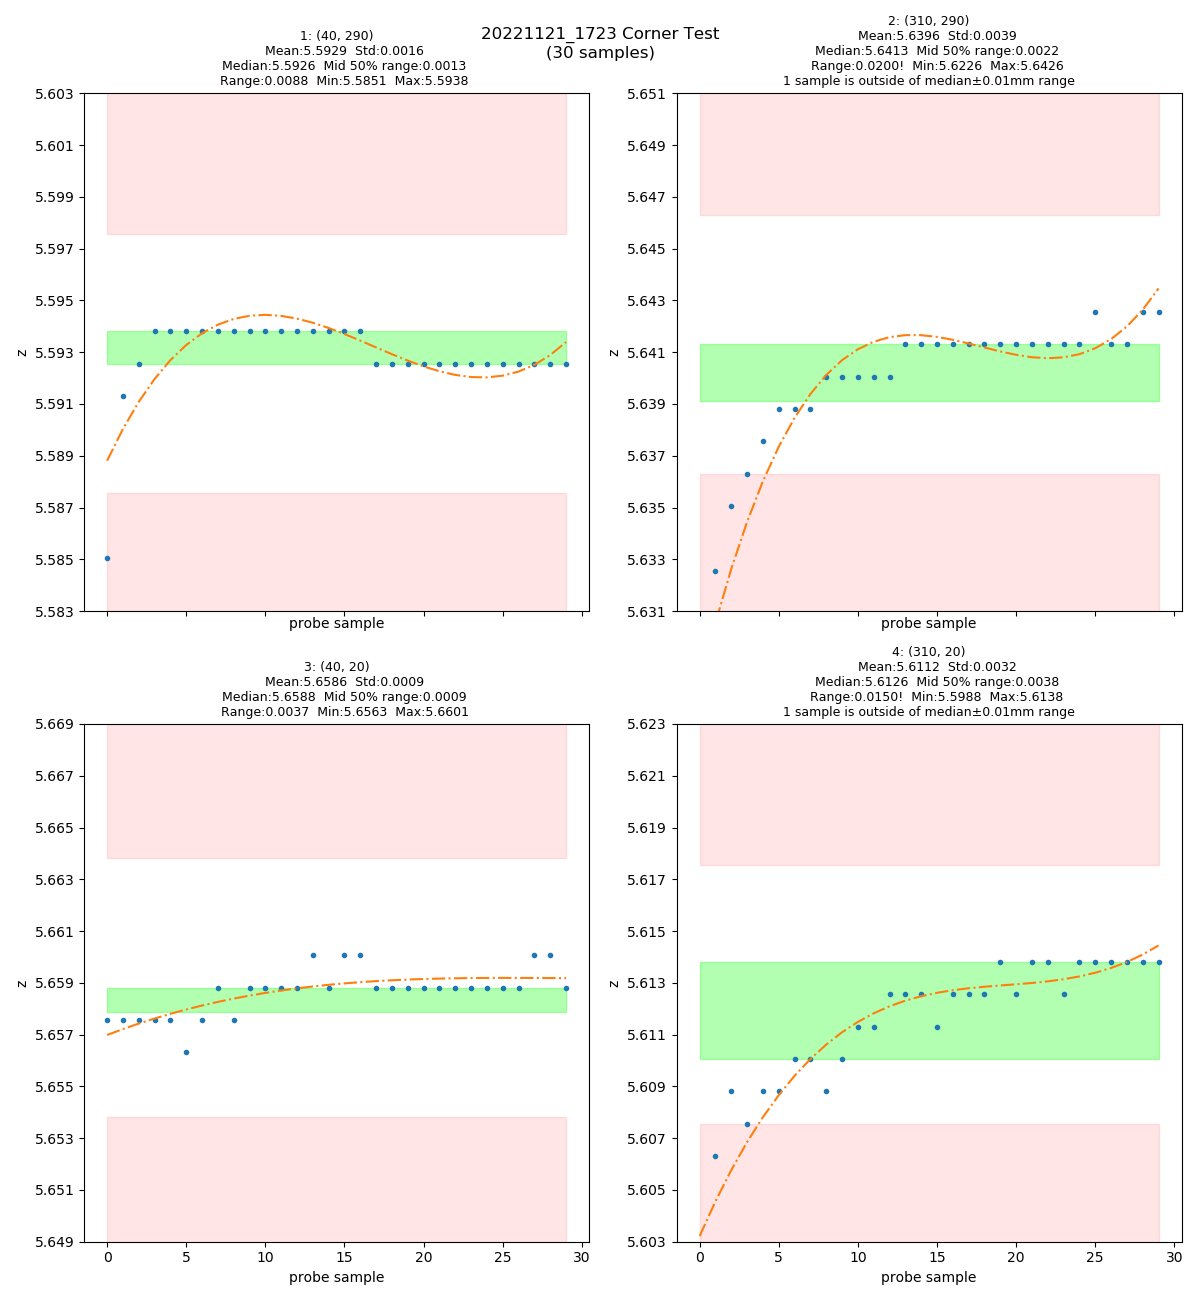 20221121_1723 Corner Test
(30 samples)
1: (40, 290)
Mean:5.5929  Std:0.0016
Median:5.5926  Mid 50% range:0.0013
Range:0.0088  Min:5.5851  Max:5.5938
5.603
5.601
5.599
5.597
5.595
5.593
5.591
5.589
5.587
5.585
5.583
z
probe sample
2: (310, 290)
Mean:5.6396  Std:0.0039
Median:5.6413  Mid 50% range:0.0022
Range:0.0200!  Min:5.6226  Max:5.6426
1 sample is outside of median±0.01mm range
5.651
5.649
5.647
5.645
5.643
5.641
5.639
5.637
5.635
5.633
5.631
z
probe sample
3: (40, 20)
Mean:5.6586  Std:0.0009
Median:5.6588  Mid 50% range:0.0009
Range:0.0037  Min:5.6563  Max:5.6601
5.669
5.667
5.665
5.663
5.661
5.659
5.657
5.655
5.653
5.651
5.649
z
0 5 10 15 20 25 30
probe sample
4: (310, 20)
Mean:5.6112  Std:0.0032
Median:5.6126  Mid 50% range:0.0038
Range:0.0150!  Min:5.5988  Max:5.6138
1 sample is outside of median±0.01mm range
5.623
5.621
5.619
5.617
5.615
5.613
5.611
5.609
5.607
5.605
5.603
z
0 5 10 15 20 25 30
probe sample